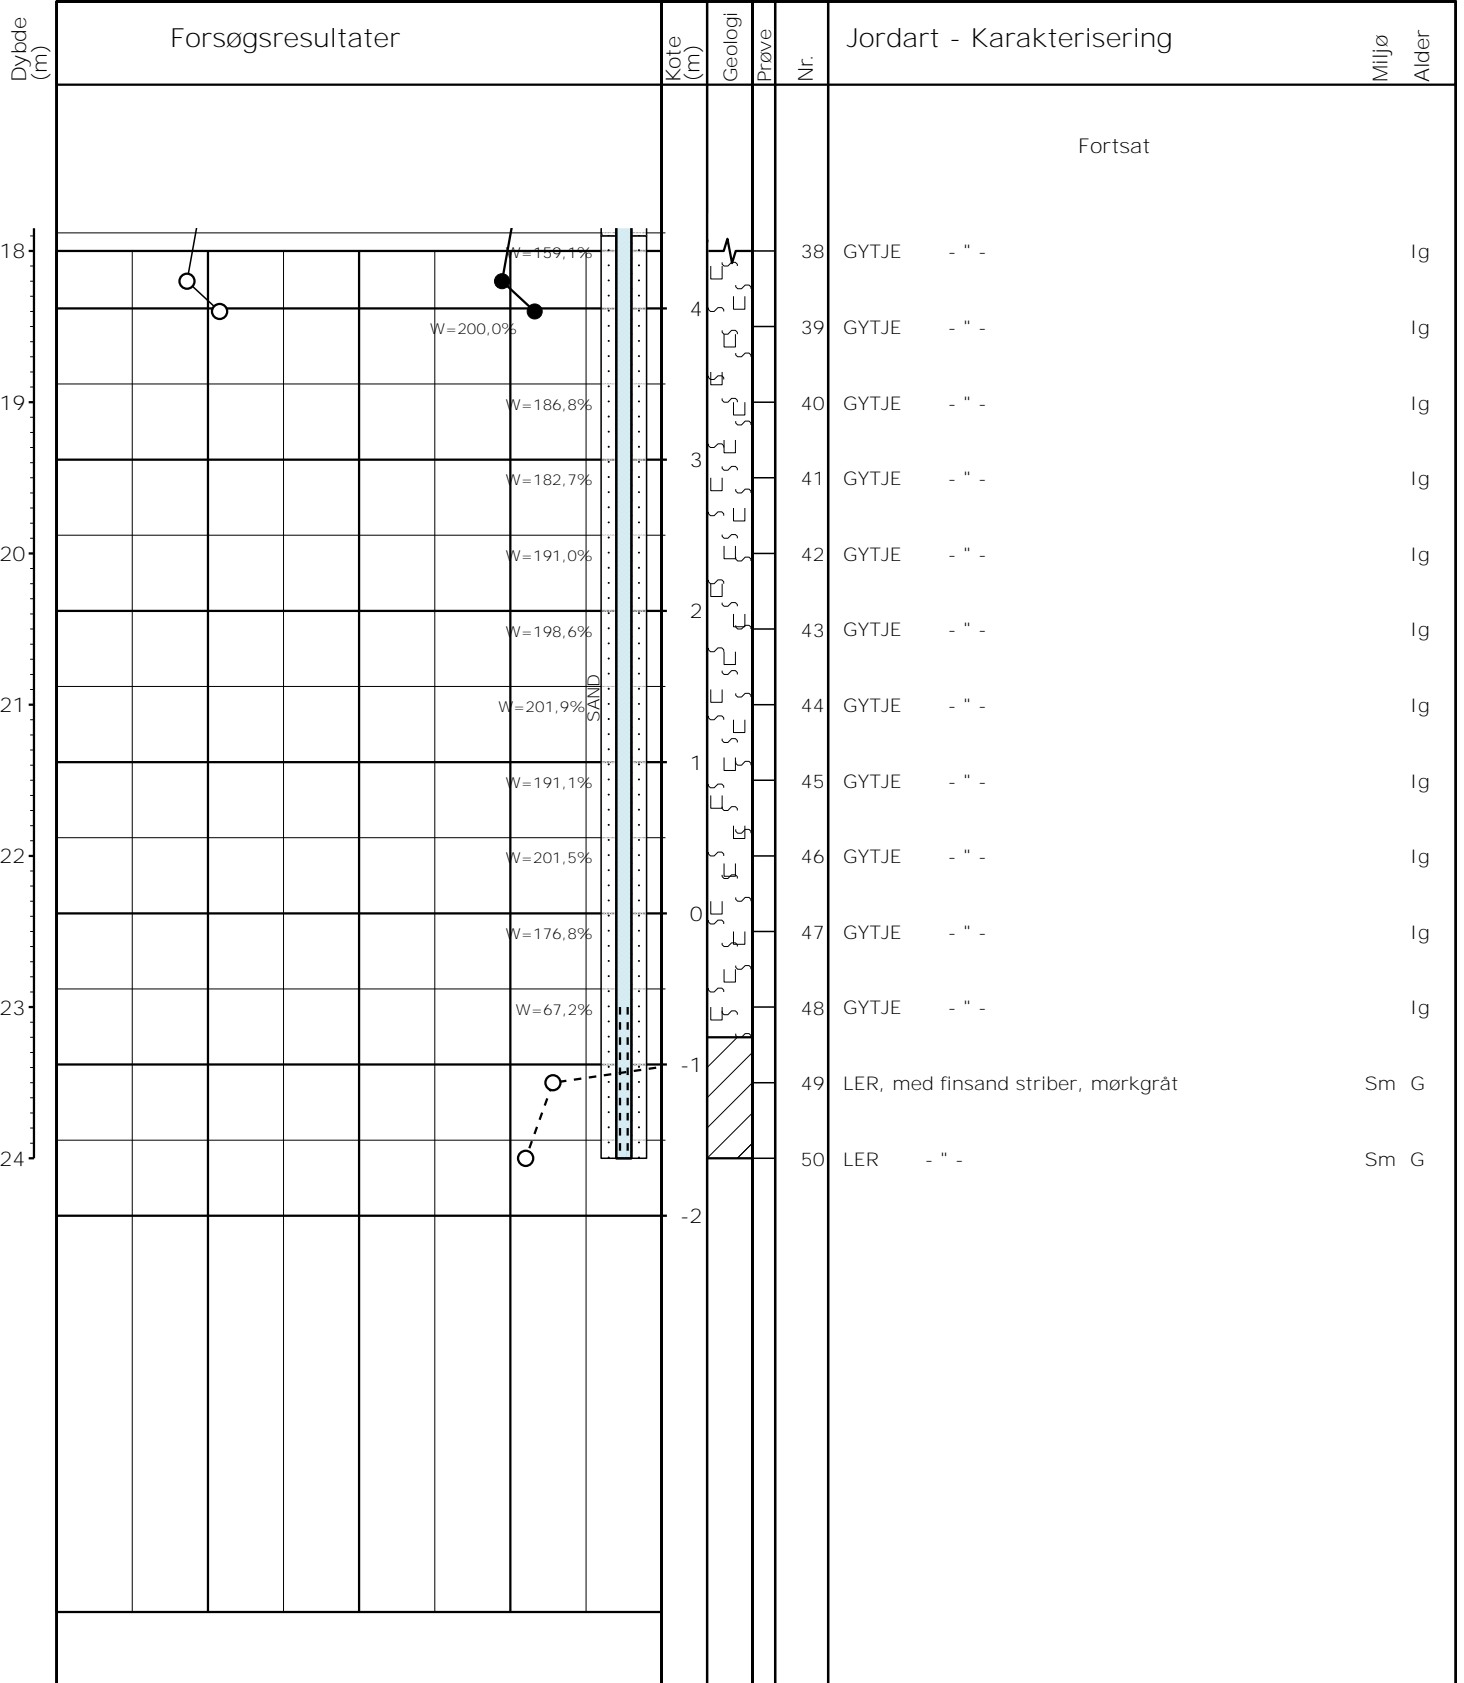 Dybde (m) Forsøgsresultater Kote (m) Geologi Prøve Nr. Jordart - Karakterisering Miljø Alder
Fortsat
18 W=159,1% 38 GYTJE - " - Ig
4
W=200,0% 39 GYTJE - " - Ig
19 W=186,8% 40 GYTJE - " - Ig
3
W=182,7% 41 GYTJE - " - Ig
20 W=191,0% 42 GYTJE - " - Ig
2
W=198,6% 43 GYTJE - " - Ig
SAND
21 W=201,9% 44 GYTJE - " - Ig
1
W=191,1% 45 GYTJE - " - Ig
22 W=201,5% 46 GYTJE - " - Ig
0
W=176,8% 47 GYTJE - " - Ig
23 W=67,2% 48 GYTJE - " - Ig
-1
49 LER, med finsand striber, mørkgråt Sm G
24 50 LER - " - Sm G
-2